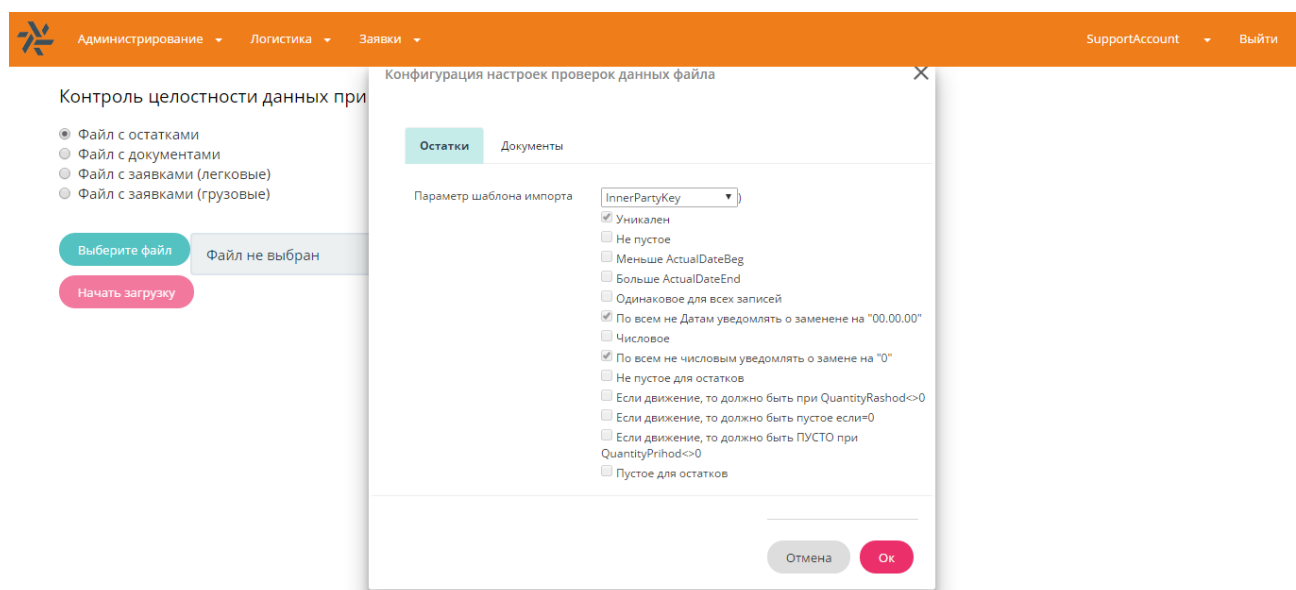 Администрирование
Логистика
Заявки
SupportAccount
Выйти
Контроль целостности данных при
Файл с остатками
Файл с документами
Файл с заявками (легковые)
Файл с заявками (грузовые)
Выберите файл
Файл не выбран
Начать загрузку
Конфигурация настроек проверок данных файла
Остатки
Документы
Параметр шаблона импорта
InnerPartyKey
)
Уникален
Не пустое
Меньше ActualDateBeg
Больше ActualDateEnd
Одинаковое для всех записей
По всем не Датам уведомлять о заменене на "00.00.00"
Числовое
По всем не числовым уведомлять о замене на "0"
Не пустое для остатков
Если движение, то должно быть при QuantityRashod<>0
Если движение, то должно быть пустое если=0
Если движение, то должно быть ПУСТО при
QuantityPrihod<>0
Пустое для остатков
Отмена
Ок